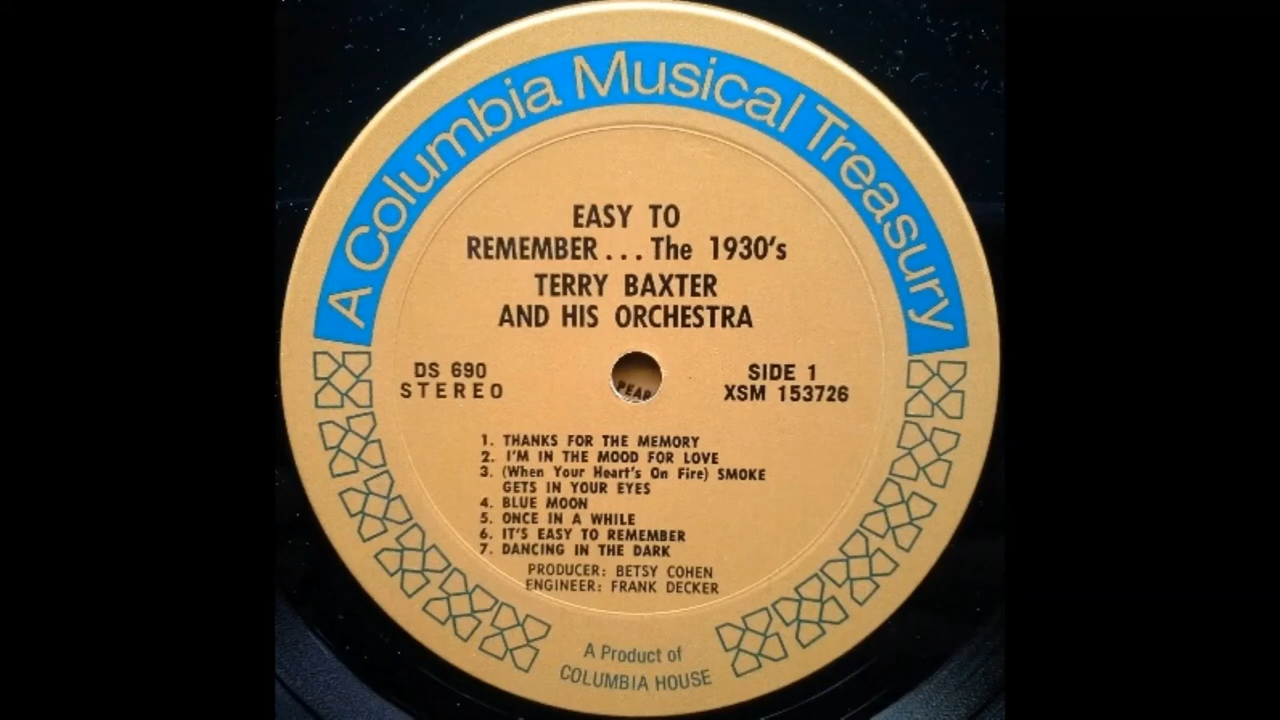 A Columbia Musical Treasury
EASY TO
REMEMBER... The 1930's
TERRY BAXTER
AND HIS ORCHESTRA
DS 690
STEREO
SIDE 1
XSM 153726
PEAR
1. THANKS FOR THE MEMORY
2. I'M IN THE MOOD FOR LOVE
3. (When Your Heart's On Fire) SMOKE
GETS IN YOUR EYES
4. BLUE MOON
5. ONCE IN A WHILE
6. IT'S EASY TO REMEMBER
7. DANCING IN THE DARK
PRODUCER: BETSY COHEN
ENGINEER: FRANK DECKER
A Product of
COLUMBIA HOUSE